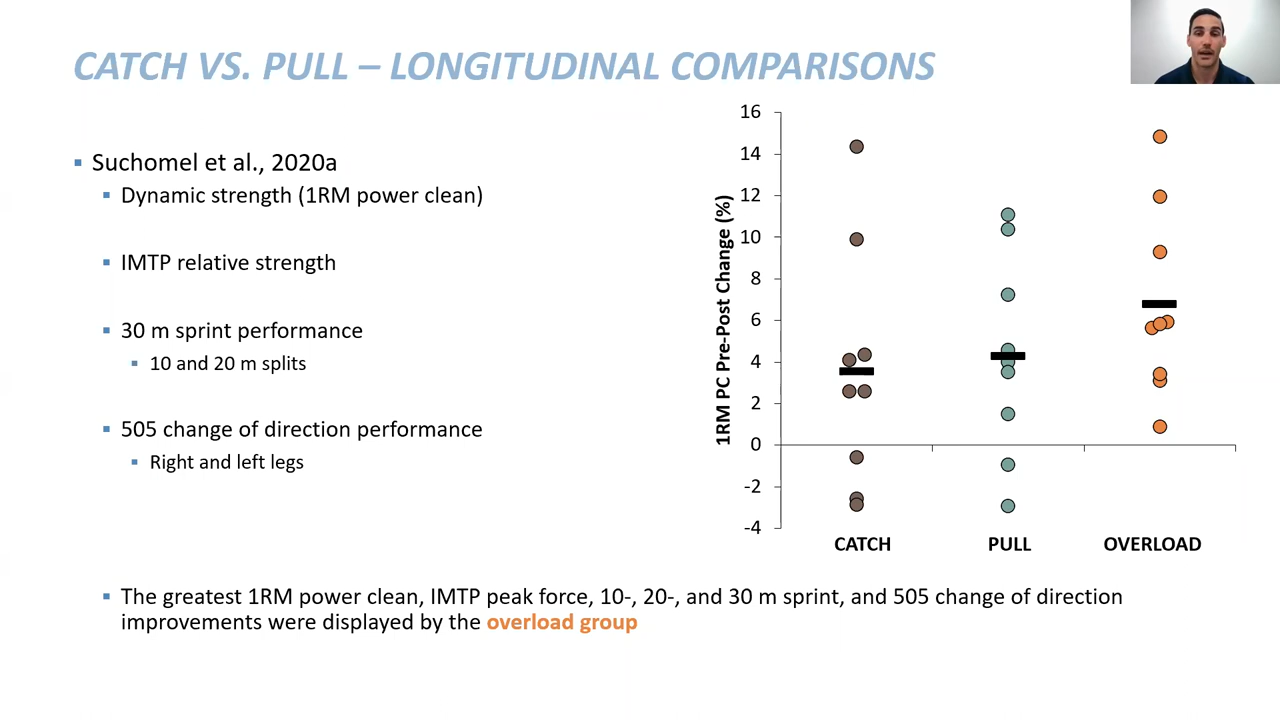 CATCH VS. PULL – LONGITUDINAL COMPARISONS
▪ Suchomel et al., 2020a
▪ Dynamic strength (1RM power clean)
▪ IMTP relative strength
▪ 30 m sprint performance
▪ 10 and 20 m splits
▪ 505 change of direction performance
▪ Right and left legs
1RM PC Pre-Post Change (%)
16
14
12
10
8
6
4
2
0
-2
-4
CATCH PULL OVERLOAD
▪ The greatest 1RM power clean, IMTP peak force, 10-, 20-, and 30 m sprint, and 505 change of direction
improvements were displayed by the overload group